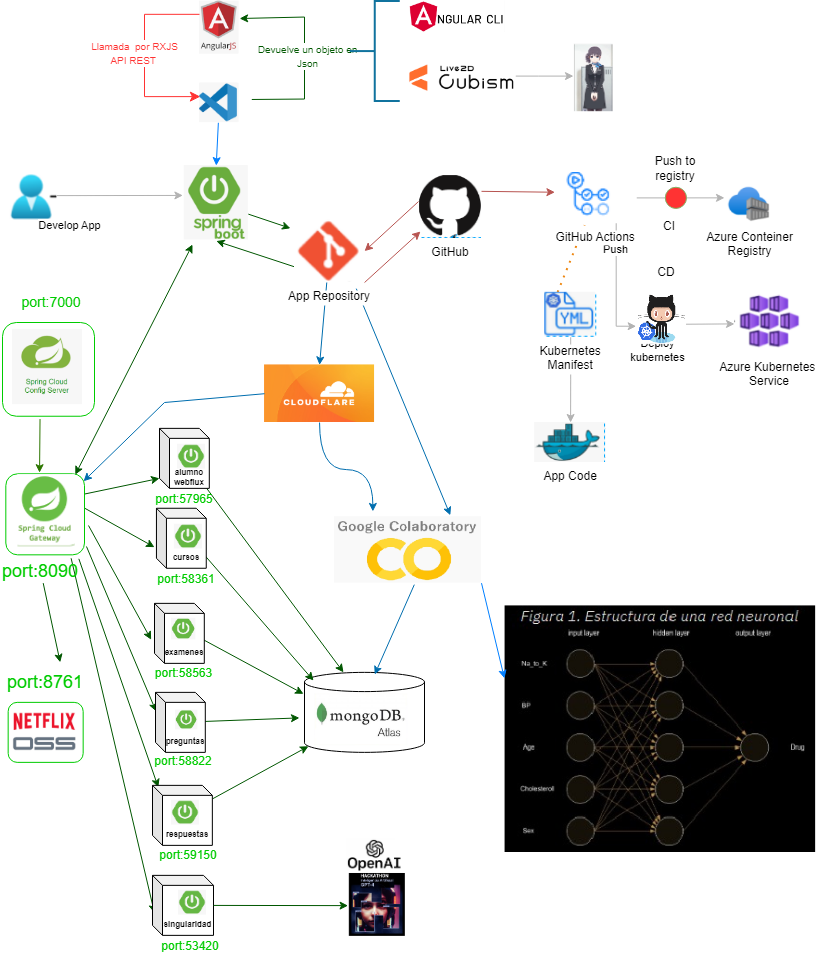 ANGULAR CLI
AngularJS
Llamada por RXJS
API REST
Devuelve un objeto en
Json
Live2D
Cubism
spring
boot
Develop App
GitHub
App Repository
GitHub Actions
Push
Push to
registry
CI
Azure Conteiner
Registry
CD
YML
Kubernetes
Manifest
Deploy
kubernetes
Azure Kubernetes
Service
App Code
port:7000
Spring Cloud
Config Server
CLOUDFLARE
Spring Cloud
Gateway
port:8090
port:8761
NETFLIX
OSS
alumno
webflux
port:57965
cursos
port:58361
examenes
port:58563
preguntas
port:58822
respuestas
port:59150
singularidad
port:53420
Google Colaboratory
mongoDB.
Atlas
OpenAI
HACKATHON
GPT-4
Figura 1. Estructura de una red neuronal
input layer
hidden layer
output layer
Na_to_K
BP
Age
Cholesteroll
Sex
Drug